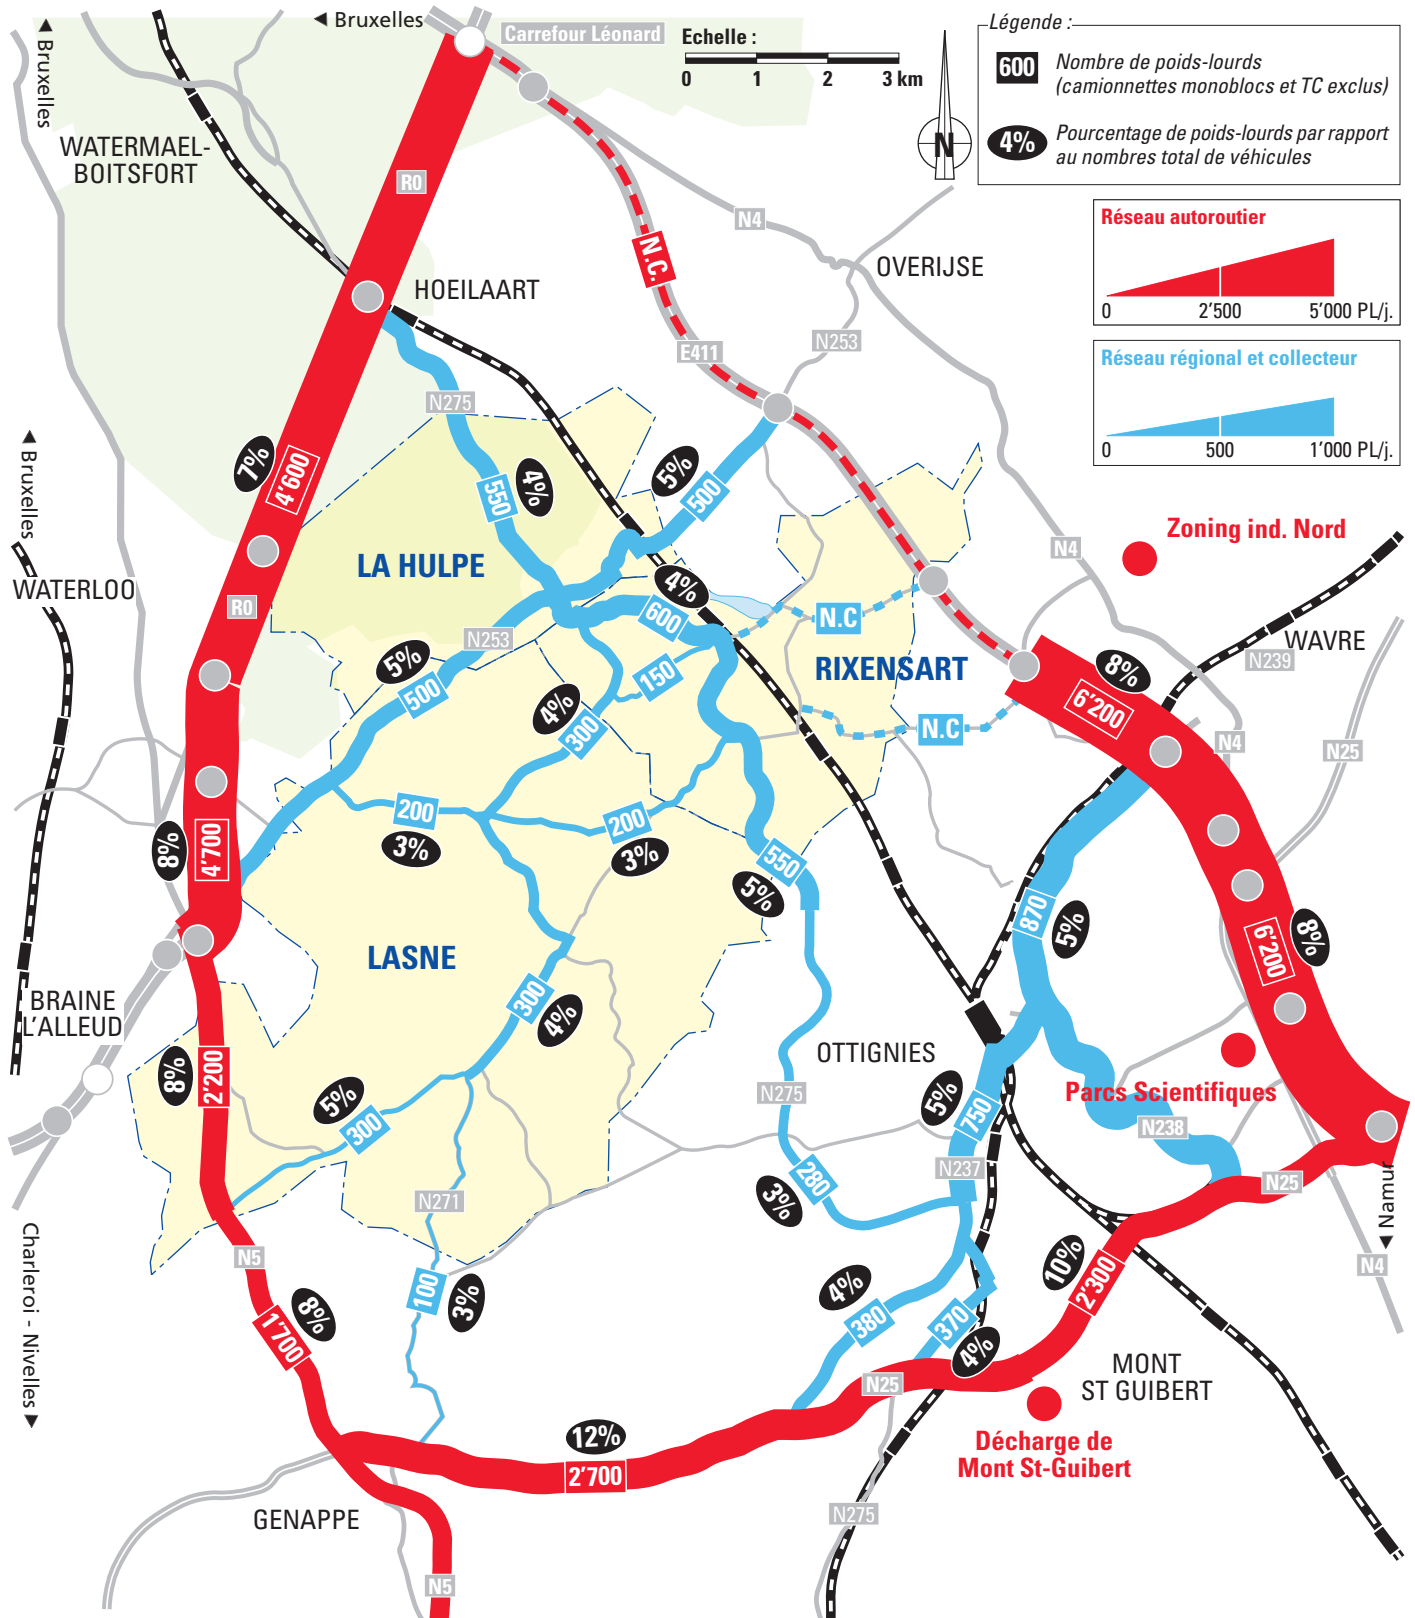 ◄ Bruxelles
◄ Bruxelles
Carrefour Léonard
Echelle :
0 1 2 3 km
N
Légende :
600
Nombre de poids-lourds
(camionnettes monoblocs et TC exclus)
4%
Pourcentage de poids-lourds par rapport
au nombres total de véhicules
Réseau autoroutier
0 2'500 5'000 PL/j.
Réseau régional et collecteur
0 500 1'000 PL/j.
WATERMAEL-
BOITSFORT
R0
N4
N.C.
OVERIJSE
HOEILAART
N253
E411
N275
◄ Bruxelles
7%
4'600
4%
550
5%
500
Zoning ind. Nord
N4
LA HULPE
WATERLOO
4%
R0
600
N.C
WAVRE
N239
N253
5%
500
150
RIXENSART
8%
6'200
4%
300
N.C
N4
N25
200
3%
200
3%
8%
4'700
550
5%
870
5%
8%
6'200
LASNE
300
4%
BRAINE
L'ALLEUD
8%
2'200
OTTIGNIES
5%
300
N275
5%
750
Parcs Scientifiques
N238
N237
280
3%
N271
N25
Namur ►
N4
N5
100
3%
4%
380
370
4%
10%
2'300
8%
1'700
Charleroi - Nivelles ►
MONT
ST GUIBERT
N25
12%
2'700
Décharge de
Mont St-Guibert
GENAPPE
N275
N5